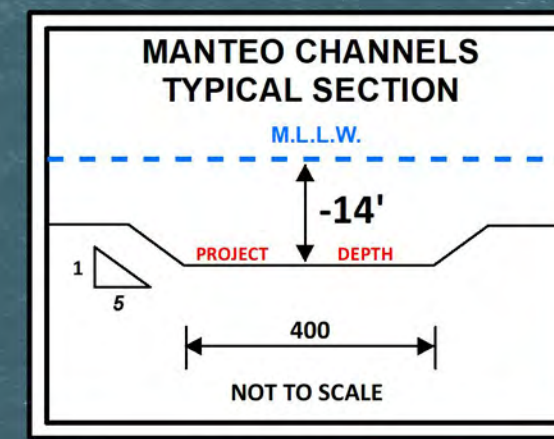 MANTEO CHANNELS
TYPICAL SECTION
M.L.L.W.
-14'
PROJECT DEPTH
1
5
400
NOT TO SCALE